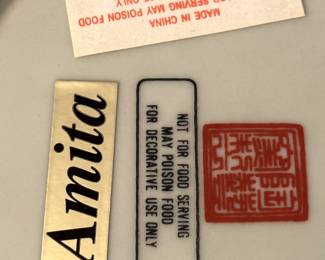 MADE IN CHINA
SERVING MAY POISON FOOD
ONLY
Amita
NOT FOR FOOD SERVING
MAY POISON FOOD
FOR DECORATIVE USE ONLY